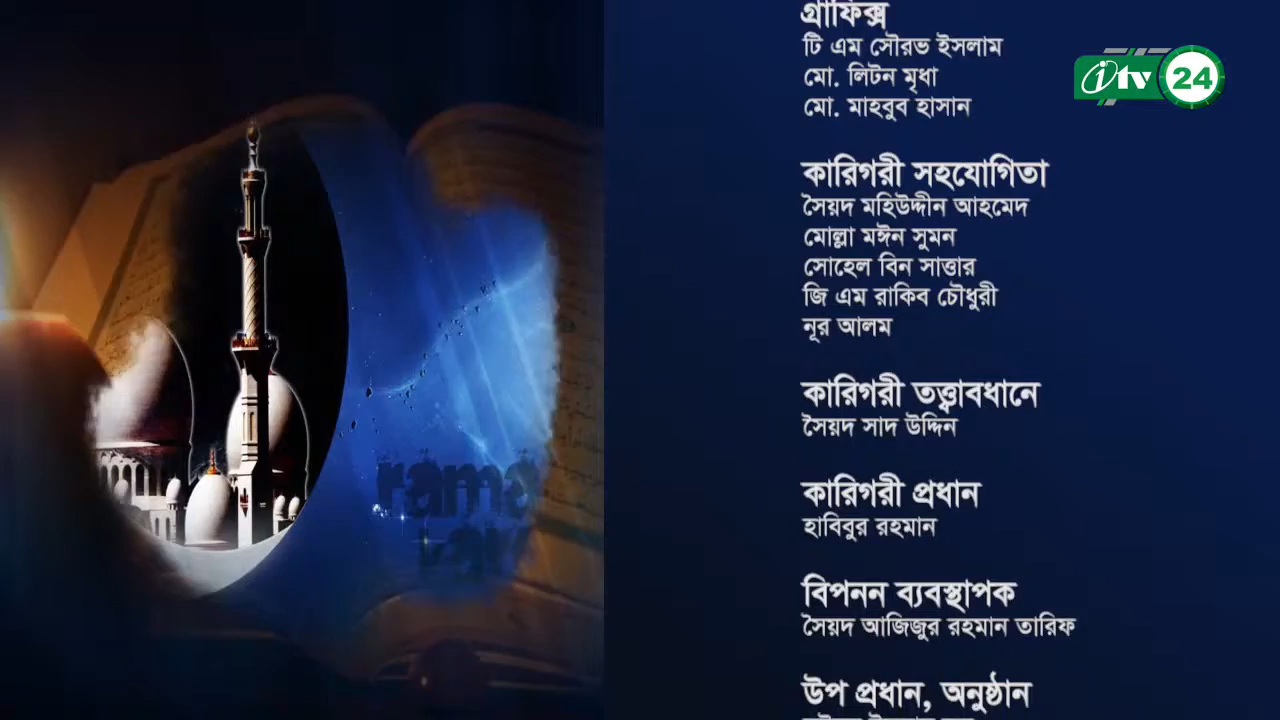 গ্রাফিক্স
টি এম সৌরভ ইসলাম
মো. লিটন মৃধা
মো. মাহবুব হাসান
itv 24
কারিগরী সহযোগিতা
সৈয়দ মহিউদ্দীন আহমেদ
মোল্লা মঈন সুমন
সোহেল বিন সাত্তার
জি এম রাকিব চৌধুরী
নূর আলম
কারিগরী তত্ত্বাবধানে
সৈয়দ সাদ উদ্দিন
কারিগরী প্রধান
হাবিবুর রহমান
বিপনন ব্যবস্থাপক
সৈয়দ আজিজুর রহমান তারিফ
উপ প্রধান, অনুষ্ঠান
rama